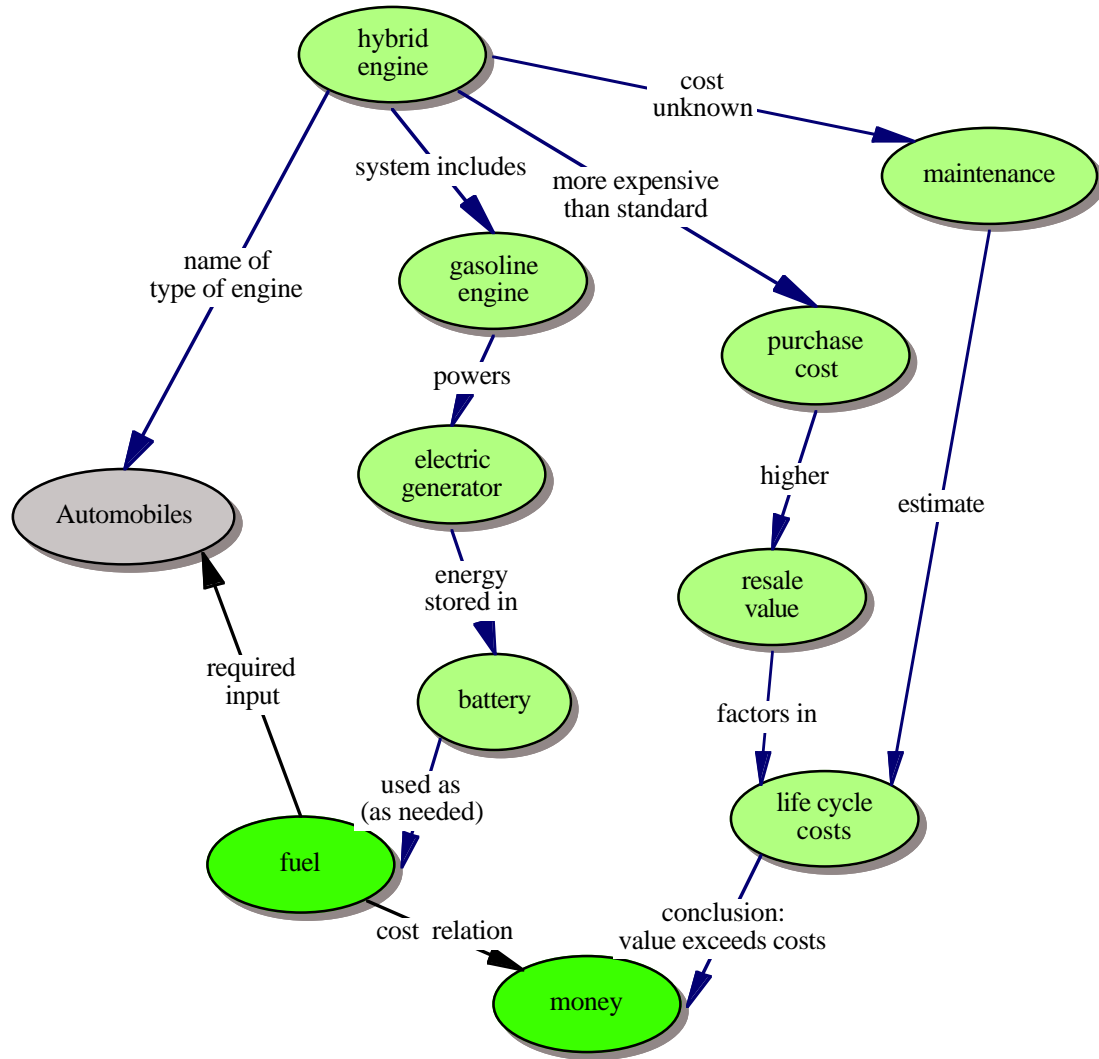 hybrid
engine
cost
unknown
maintenance
system includes
more expensive
than standard
name of
type of engine
gasoline
engine
purchase
cost
powers
electric
generator
higher
Automobiles
estimate
energy
stored in
resale
value
required
input
battery
factors in
used as
(as needed)
life cycle
costs
fuel
cost relation
conclusion:
value exceeds costs
money